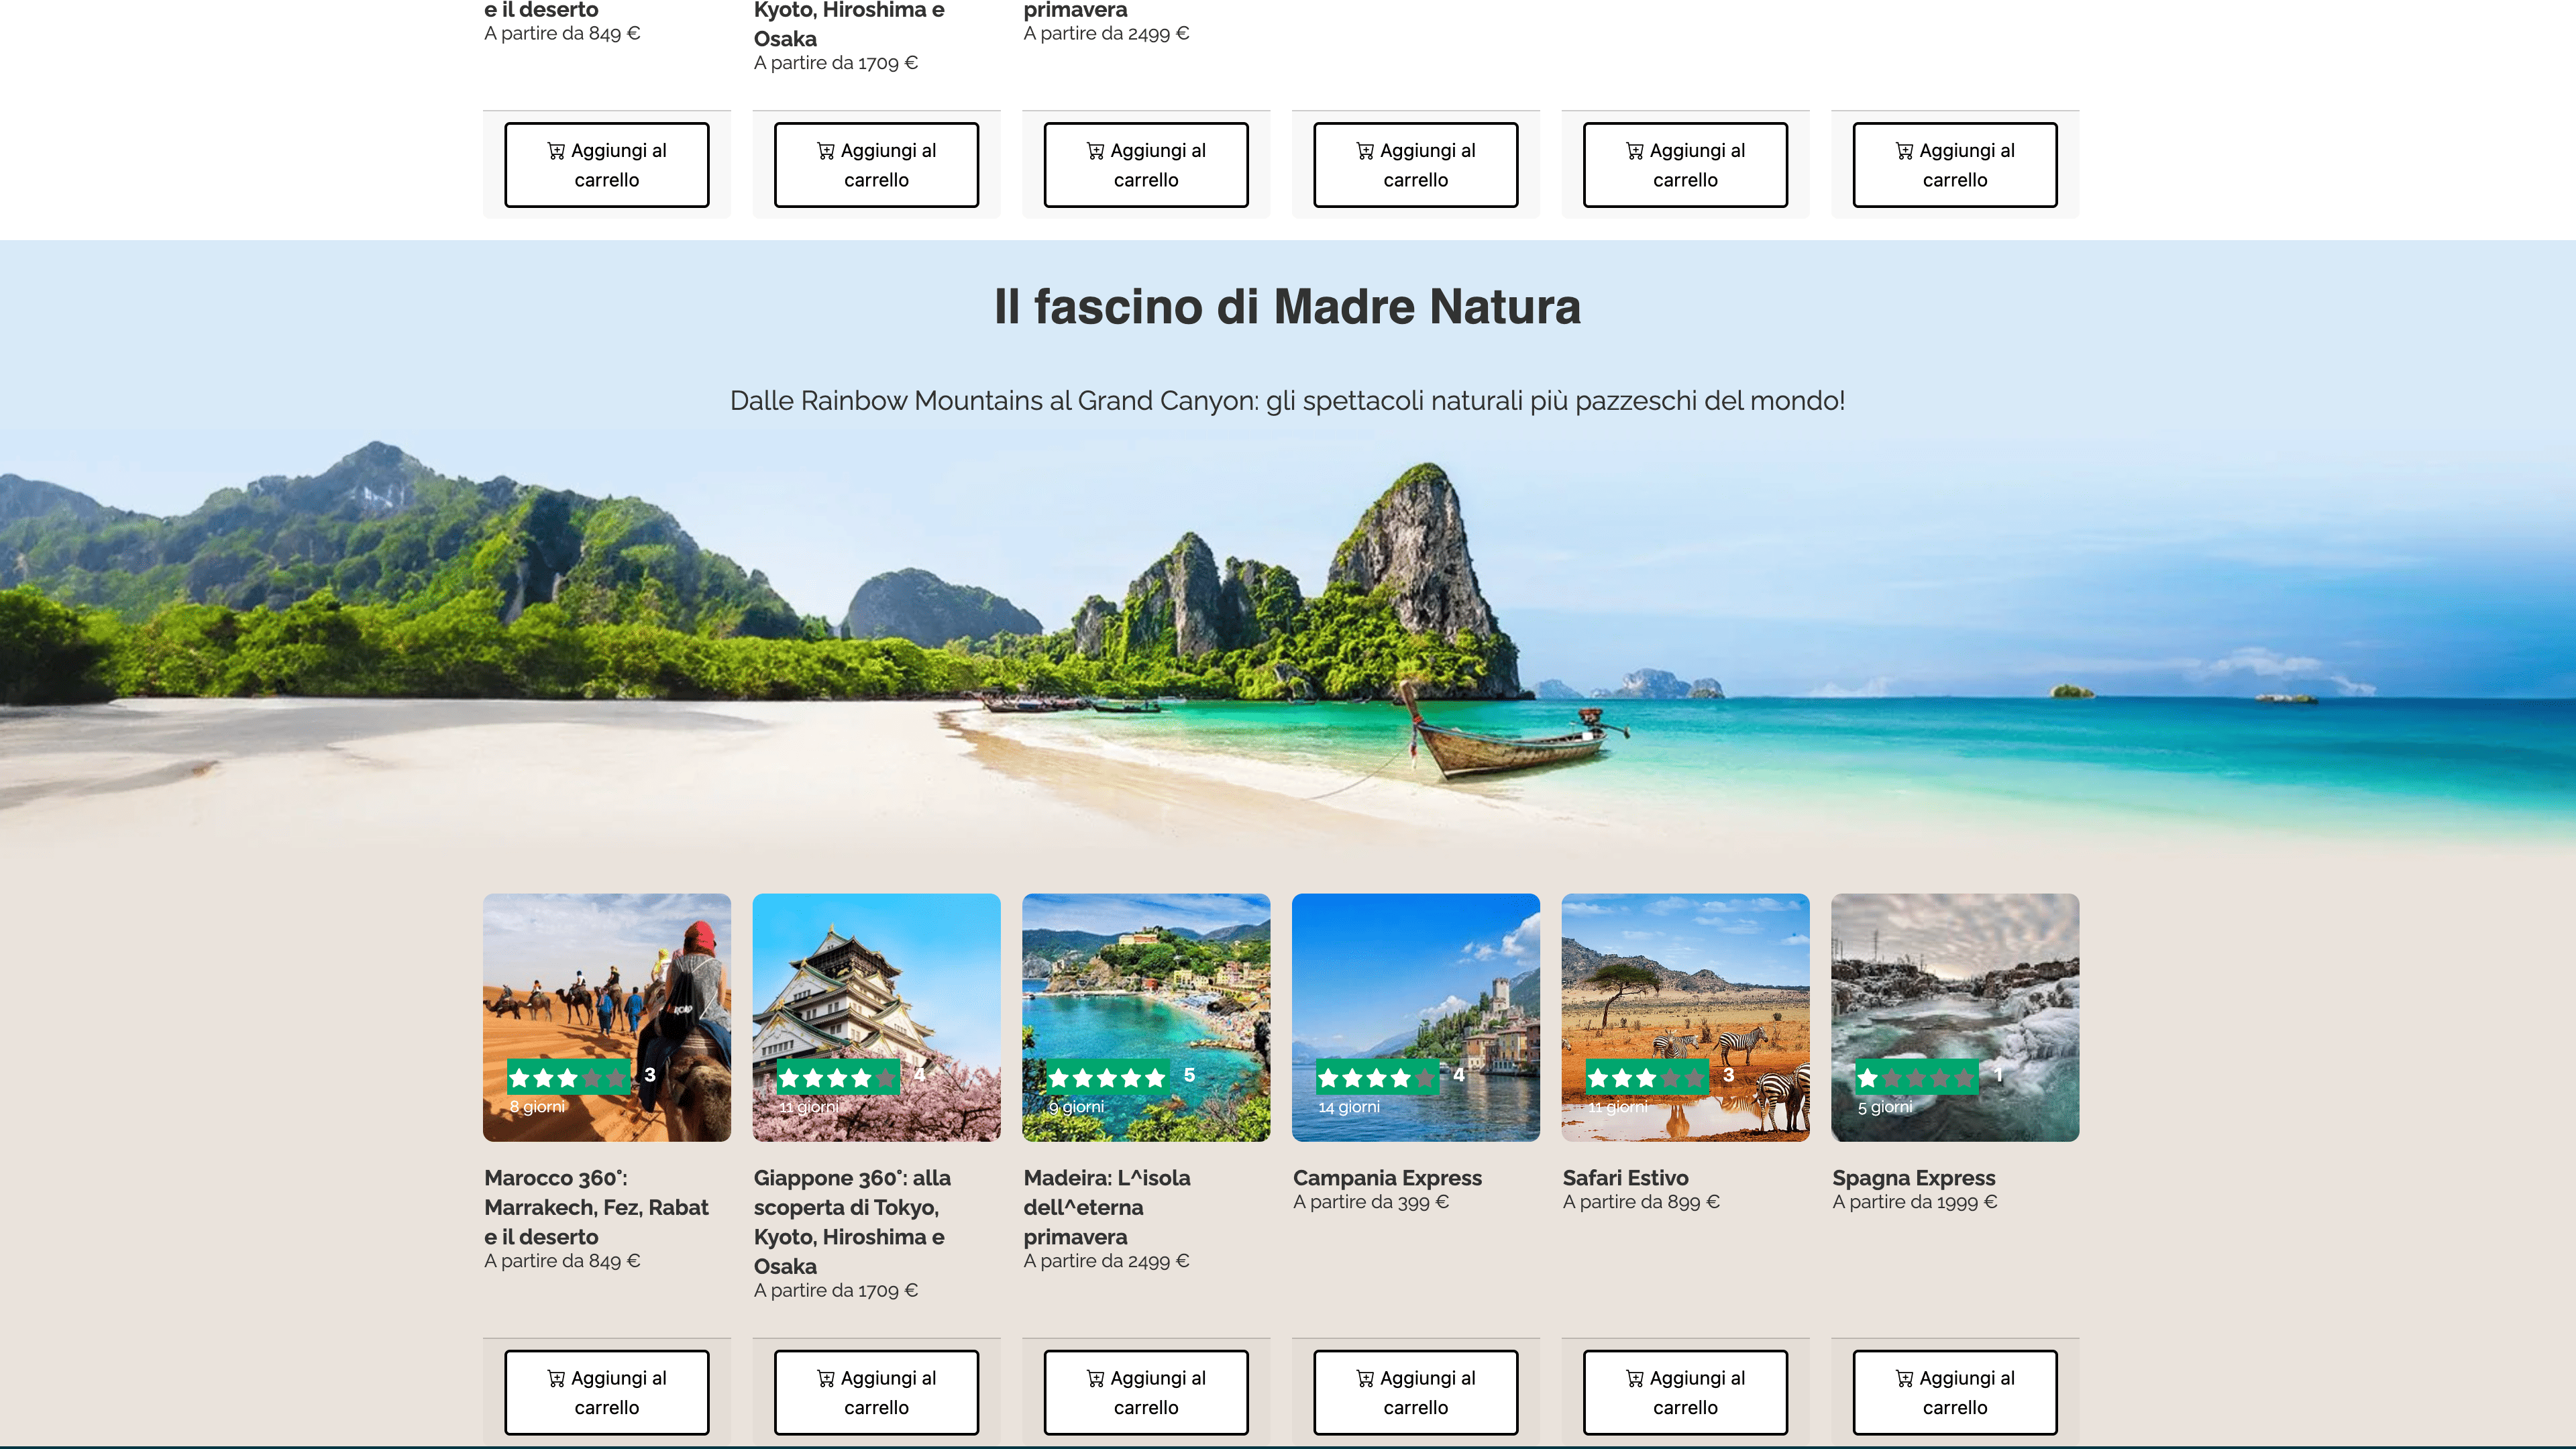 e il deserto
A partire da 849 €
Kyoto, Hiroshima e
Osaka
A partire da 1709 €
primavera
A partire da 2499 €
Aggiungi al
carrello
Aggiungi al
carrello
Aggiungi al
carrello
Aggiungi al
carrello
Aggiungi al
carrello
Aggiungi al
carrello
Il fascino di Madre Natura
Dalle Rainbow Mountains al Grand Canyon: gli spettacoli naturali più pazzeschi del mondo!
3
8 giorni
Marocco 360°:
Marrakech, Fez, Rabat
e il deserto
A partire da 849 €
Aggiungi al
carrello
4
11 giorni
Giappone 360°: alla
scoperta di Tokyo,
Kyoto, Hiroshima e
Osaka
A partire da 1709 €
Aggiungi al
carrello
5
9 giorni
Madeira: L^isola
dell^eterna
primavera
A partire da 2499 €
Aggiungi al
carrello
4
14 giorni
Campania Express
A partire da 399 €
Aggiungi al
carrello
3
11 giorni
Safari Estivo
A partire da 899 €
Aggiungi al
carrello
1
5 giorni
Spagna Express
A partire da 1999 €
Aggiungi al
carrello